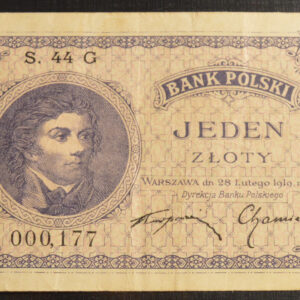 S. 44 G
BANK POLSKI
JEDEN
ZŁOTY
WARSZAWA dn 28 Lutego 1919
Dyrekcja Banku Polskiego
000,177